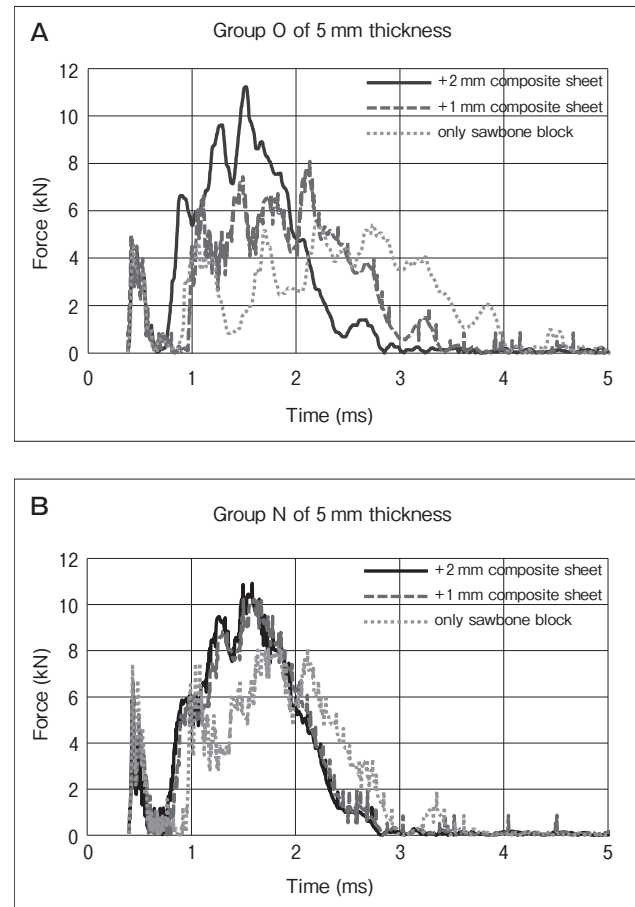 A
Group O of 5 mm thickness
12
10
8
6
4
2
0
Force (kN)
+2 mm composite sheet
+1 mm composite sheet
only sawbone block
0 1 2 3 4 5
Time (ms)
B
Group N of 5 mm thickness
12
10
8
6
4
2
0
Force (kN)
+2 mm composite sheet
+1 mm composite sheet
only sawbone block
0 1 2 3 4 5
Time (ms)